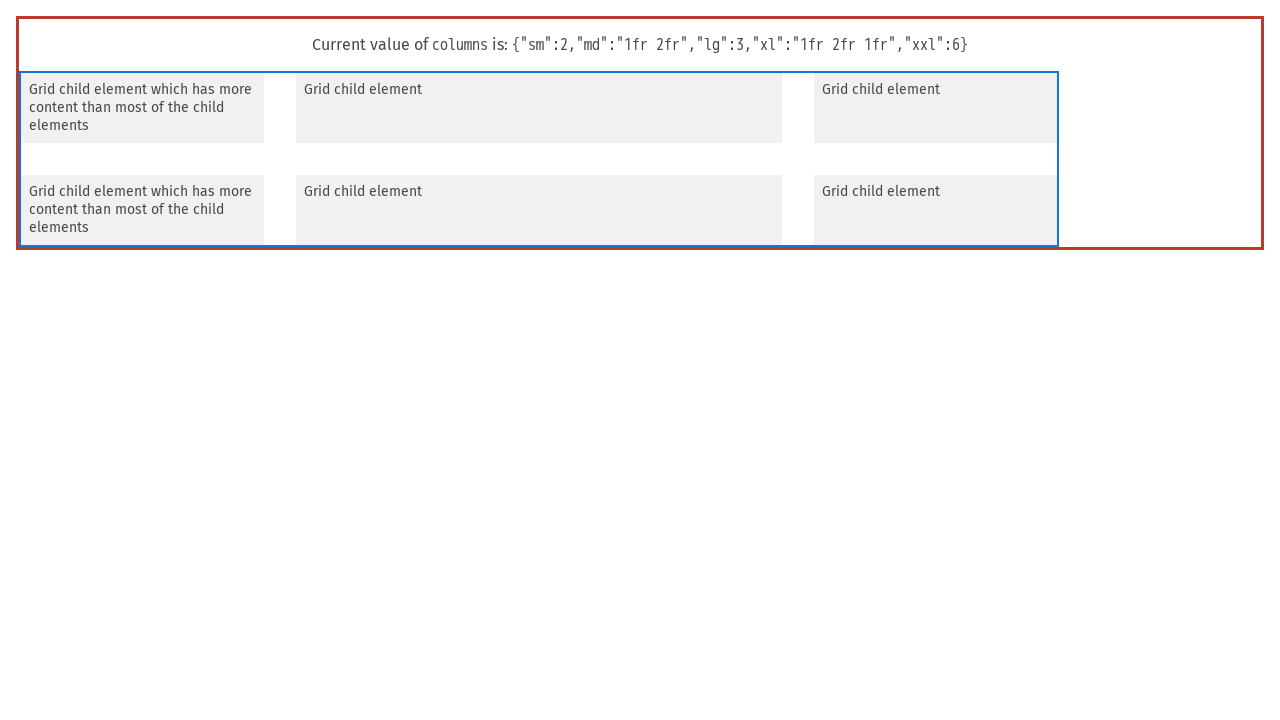 Current value of columns is: {"sm":2,"md":"1fr 2fr","lg":3,"xl":"1fr 2fr 1fr","xxl":6}
Grid child element which has more
content than most of the child
elements
Grid child element
Grid child element
Grid child element which has more
content than most of the child
elements
Grid child element
Grid child element